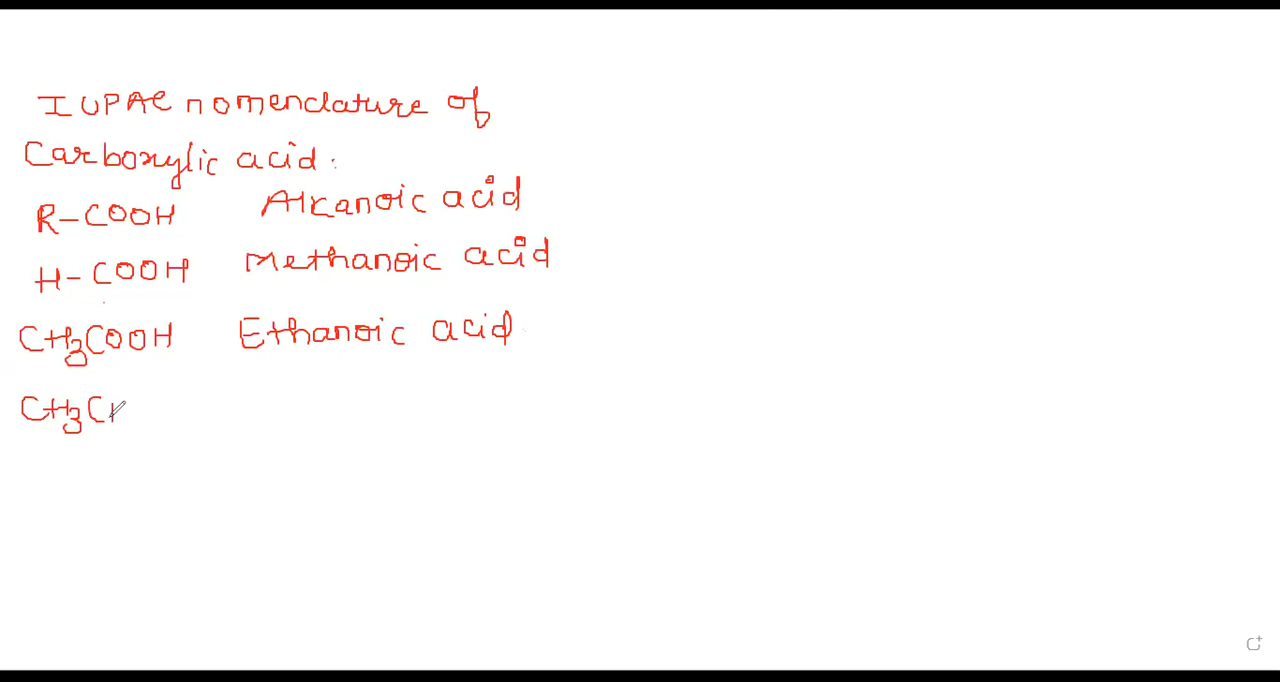 IUPAC nomenclature of
Carboxylic acid:
R-COOH Alkanoic acid
H-COOH Methanoic acid
CH3COOH Ethanoic acid
CH3C